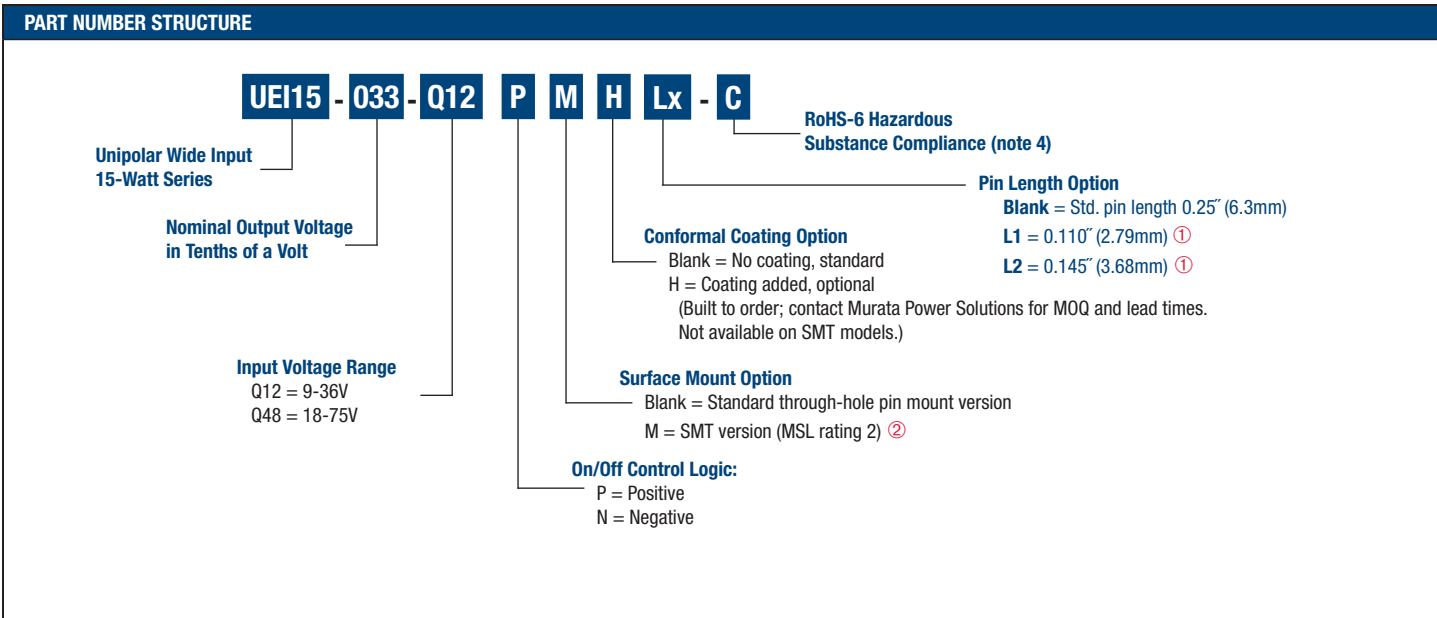 PART NUMBER STRUCTURE
UEI15 - 033 - Q12 P M H Lx - C
RoHS-6 Hazardous
Substance Compliance (note 4)
Unipolar Wide Input
15-Watt Series
Pin Length Option
Blank = Std. pin length 0.25˝ (6.3mm)
L1 = 0.110˝ (2.79mm) ①
L2 = 0.145˝ (3.68mm) ①
Nominal Output Voltage
in Tenths of a Volt
Conformal Coating Option
Blank = No coating, standard
H = Coating added, optional
(Built to order; contact Murata Power Solutions for MOQ and lead times.
Not available on SMT models.)
Input Voltage Range
Q12 = 9-36V
Q48 = 18-75V
Surface Mount Option
Blank = Standard through-hole pin mount version
M = SMT version (MSL rating 2) ②
On/Off Control Logic:
P = Positive
N = Negative